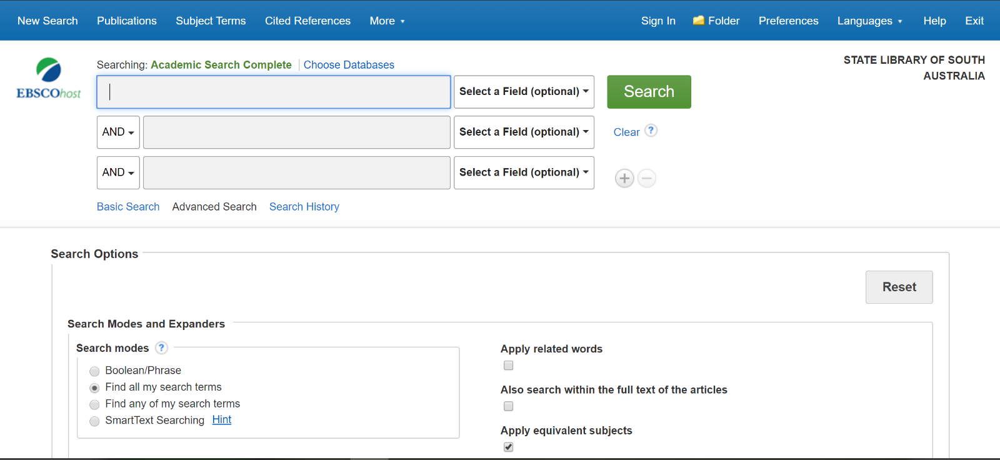 New Search Publications Subject Terms Cited References More Sign In Folder Preferences Languages Help Exit
EBSCOhost
Searching: Academic Search Complete Choose Databases
STATE LIBRARY OF SOUTH
AUSTRALIA
Select a Field (optional) Search
AND Select a Field (optional) Clear ?
AND Select a Field (optional)
Basic Search Advanced Search Search History
Search Options
Reset
Search Modes and Expanders
Search modes ?
Boolean/Phrase
Find all my search terms
Find any of my search terms
SmartText Searching Hint
Apply related words
Also search within the full text of the articles
Apply equivalent subjects